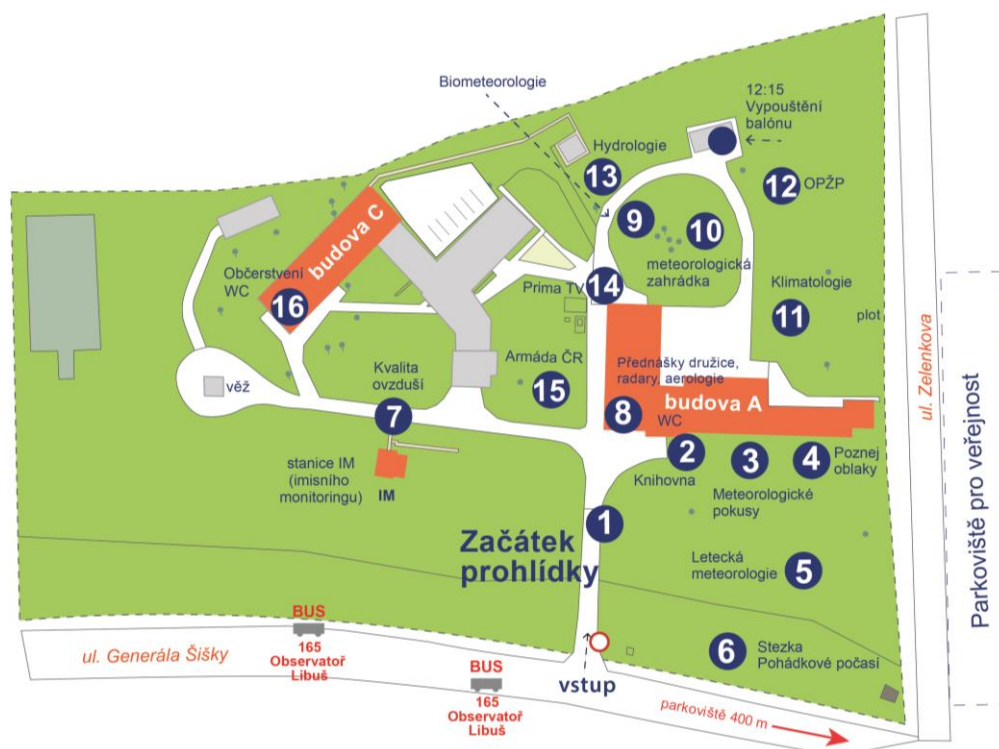 Biometeorologie
12:15
Vypouštění
balónu
Hydrologie
13
12
OPŽP
9
10
meteorologická
zahrádka
budova C
Občerstvení
WC
16
Prima TV
14
Klimatologie
11
plot
ul. Zelenkova
Parkoviště pro veřejnost
věž
Kvalita
ovzduší
7
Armáda ČR
15
Přednášky družice,
radary, aerologie
budova A
8
WC
2
Knihovna
3
Meteorologické
pokusy
4
Poznej
oblaky
stanice IM
(imisního
monitoringu)
IM
1
Začátek
prohlídky
Letecká
meteorologie
5
6
Stezka
Pohádkové počasí
BUS
165
Observatoř
Libuš
ul. Generála Šišky
BUS
165
Observatoř
Libuš
vstup
parkoviště 400 m